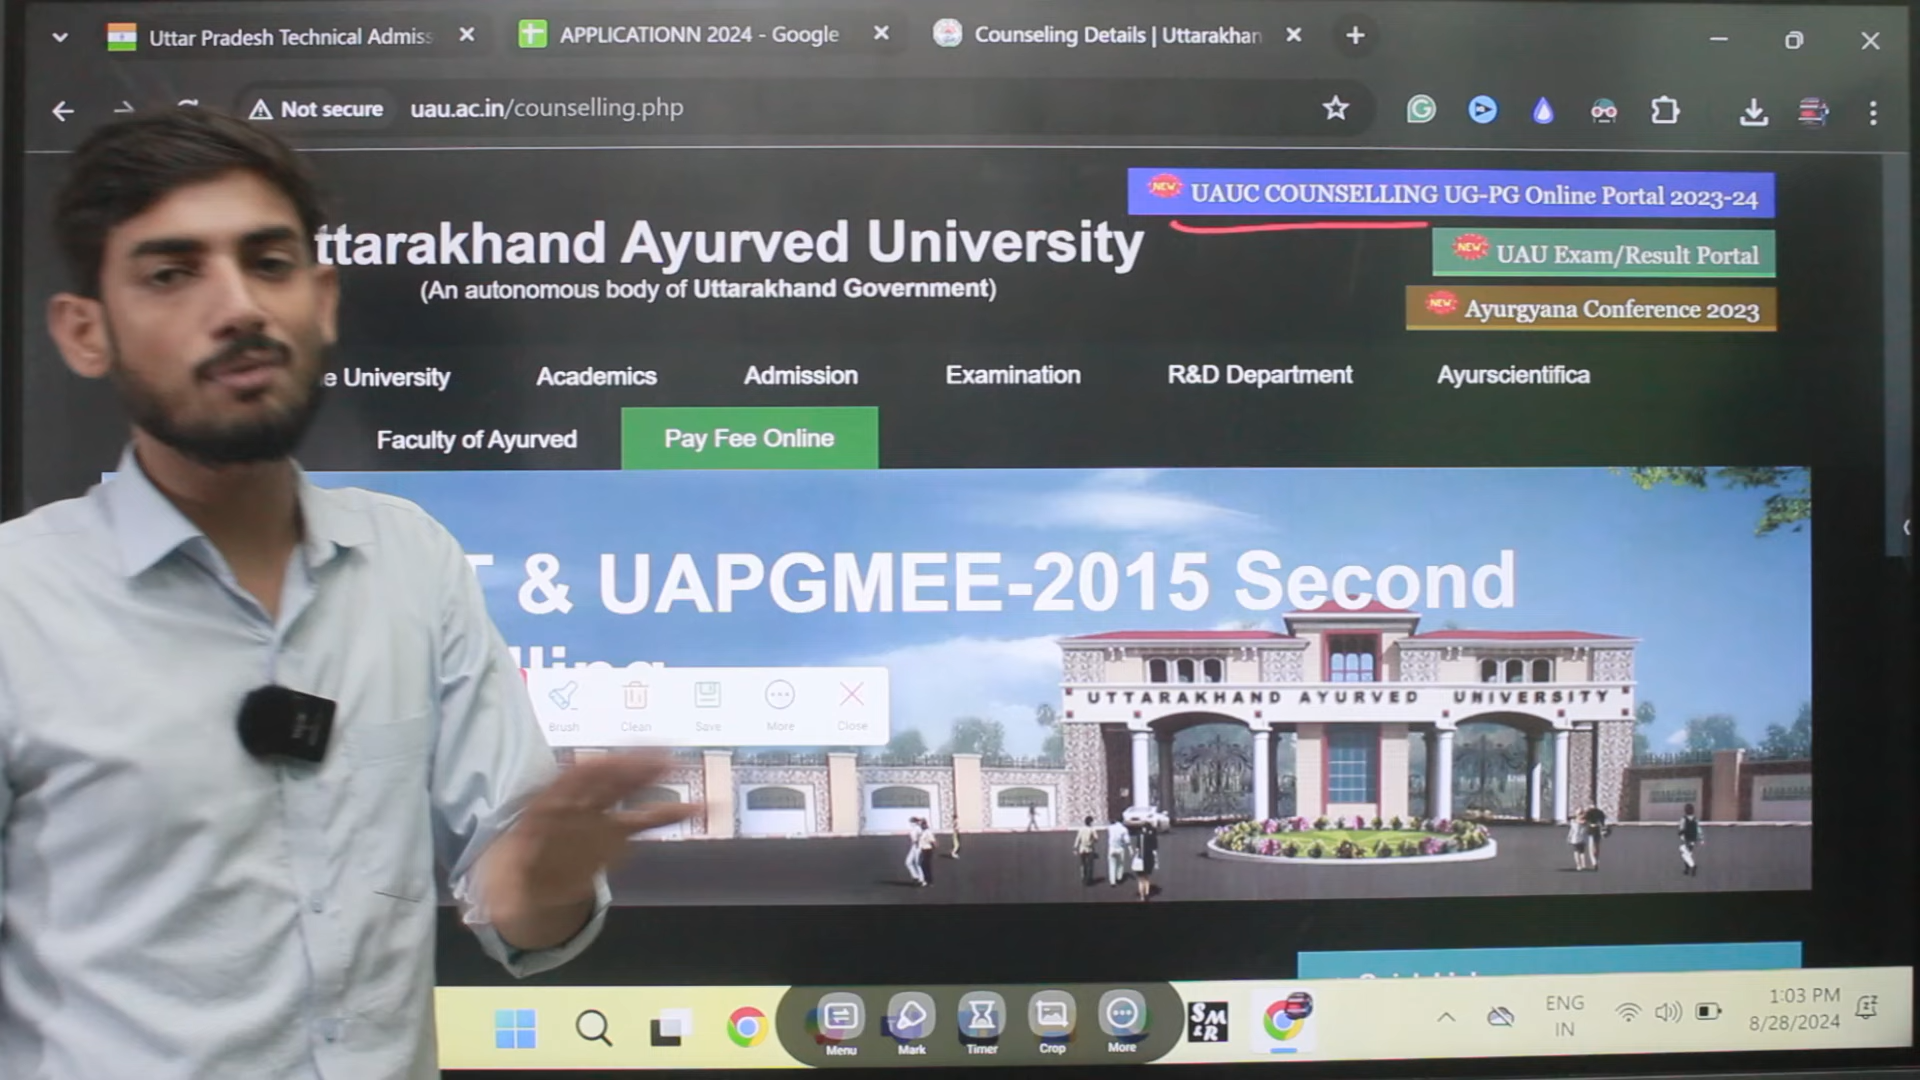 Uttar Pradesh Technical Admiss
APPLICATIONN 2024 - Google
Counseling Details | Uttarakhan
Not secure
uau.ac.in/counselling.php
NEW UAUC COUNSELLING UG-PG Online Portal 2023-24
ttarakhand Ayurved University
NEW UAU Exam/Result Portal
(An autonomous body of Uttarakhand Government)
NEW Ayurgyana Conference 2023
e University
Academics
Admission
Examination
R&D Department
Ayurscientifica
Faculty of Ayurved
Pay Fee Online
T & UAPGMEE-2015 Second
UTTARAKHAND AYURVED UNIVERSITY
Brush
Clean
Save
More
Close
Menu
Mark
Timer
Crop
More
SM
&R
ENG
IN
1:03 PM
8/28/2024